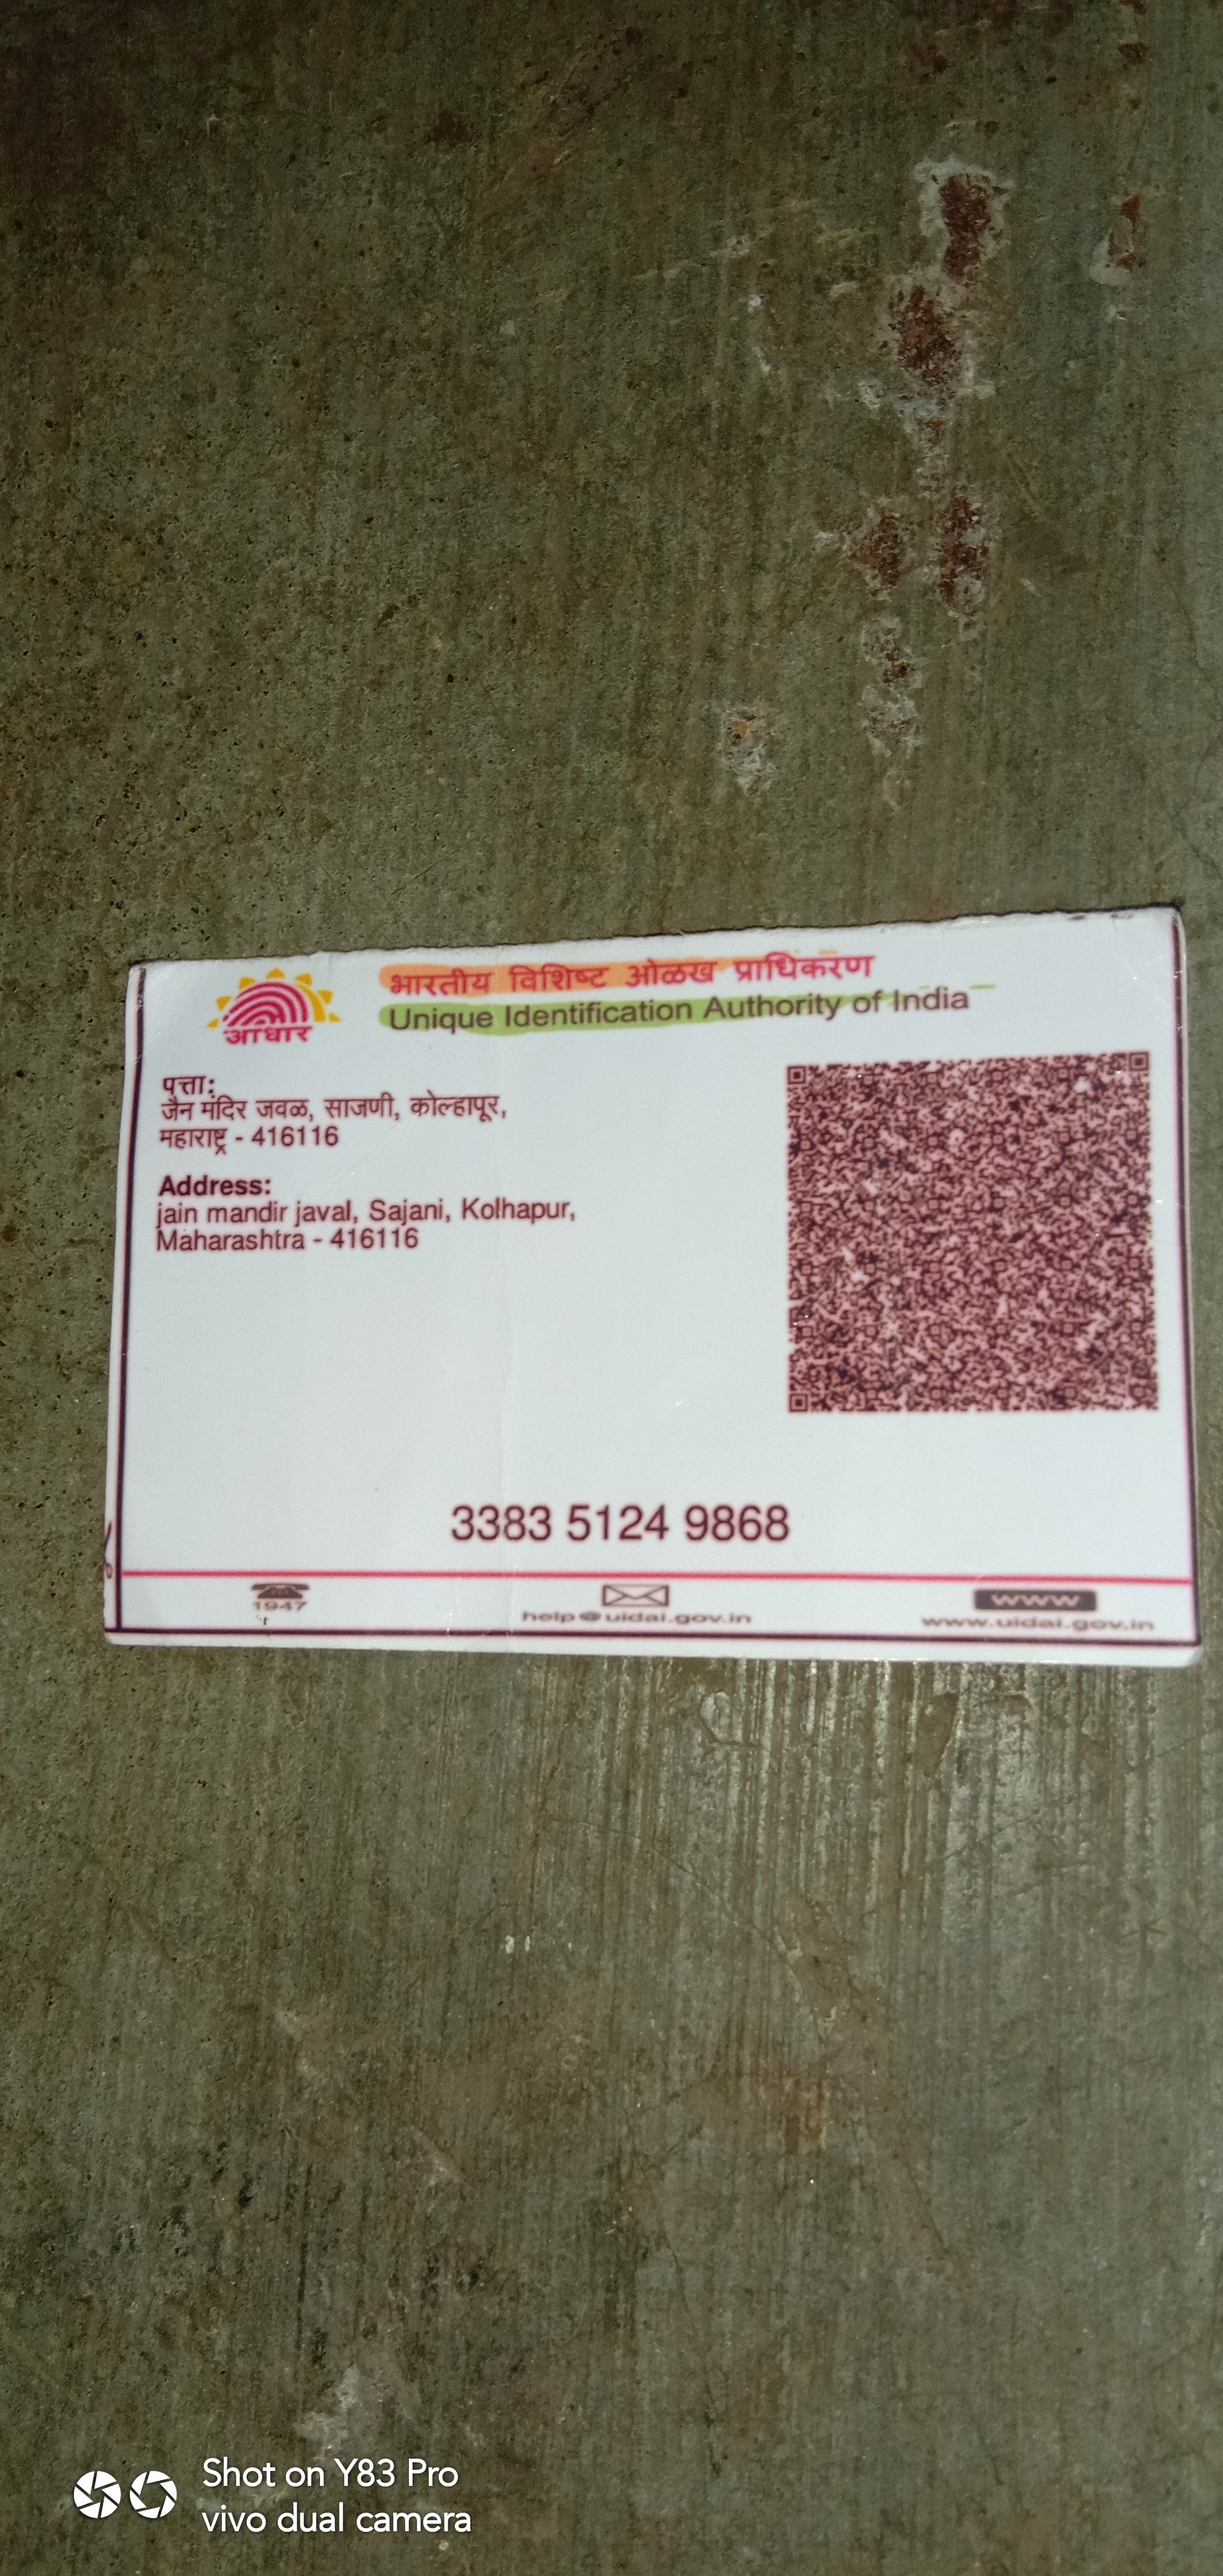 आधार
भारतीय विशिष्ट ओळख प्राधिकरण
Unique Identification Authority of India
पत्ता:
जैन मंदिर जवळ, साजणी, कोल्हापूर,
महाराष्ट्र - 416116
Address:
jain mandir javal, Sajani, Kolhapur,
Maharashtra - 416116
3383 5124 9868
1947
help@uidai.gov.in
www
www.uidai.gov.in
Shot on Y83 Pro
vivo dual camera